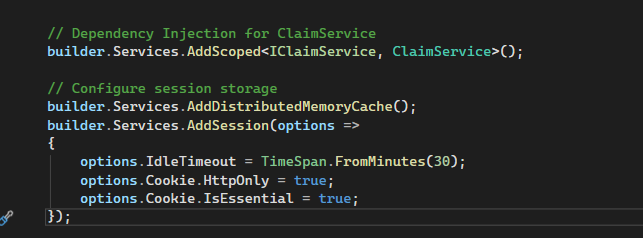 // Dependency Injection for ClaimService
builder.Services.AddScoped<IClaimService, ClaimService>();
// Configure session storage
builder.Services.AddDistributedMemoryCache();
builder.Services.AddSession(options =>
{
options.IdleTimeout = TimeSpan.FromMinutes(30);
options.Cookie.HttpOnly = true;
options.Cookie.IsEssential = true;
});